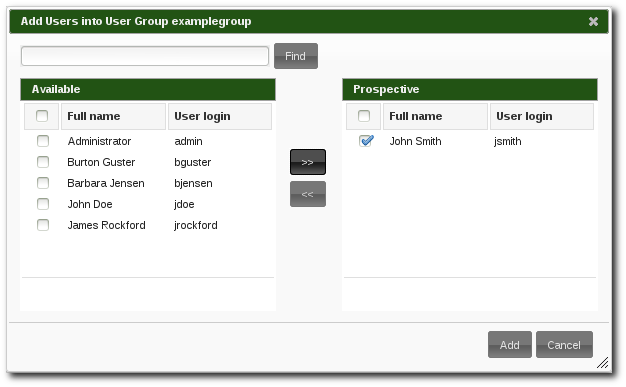 Add Users into User Group examplegroup
Find
Available
Full name User login
Administrator admin
Burton Guster bguster
Barbara Jensen bjensen
John Doe jdoe
James Rockford jrockford
>>
<<
Prospective
Full name User login
John Smith jsmith
Add Cancel